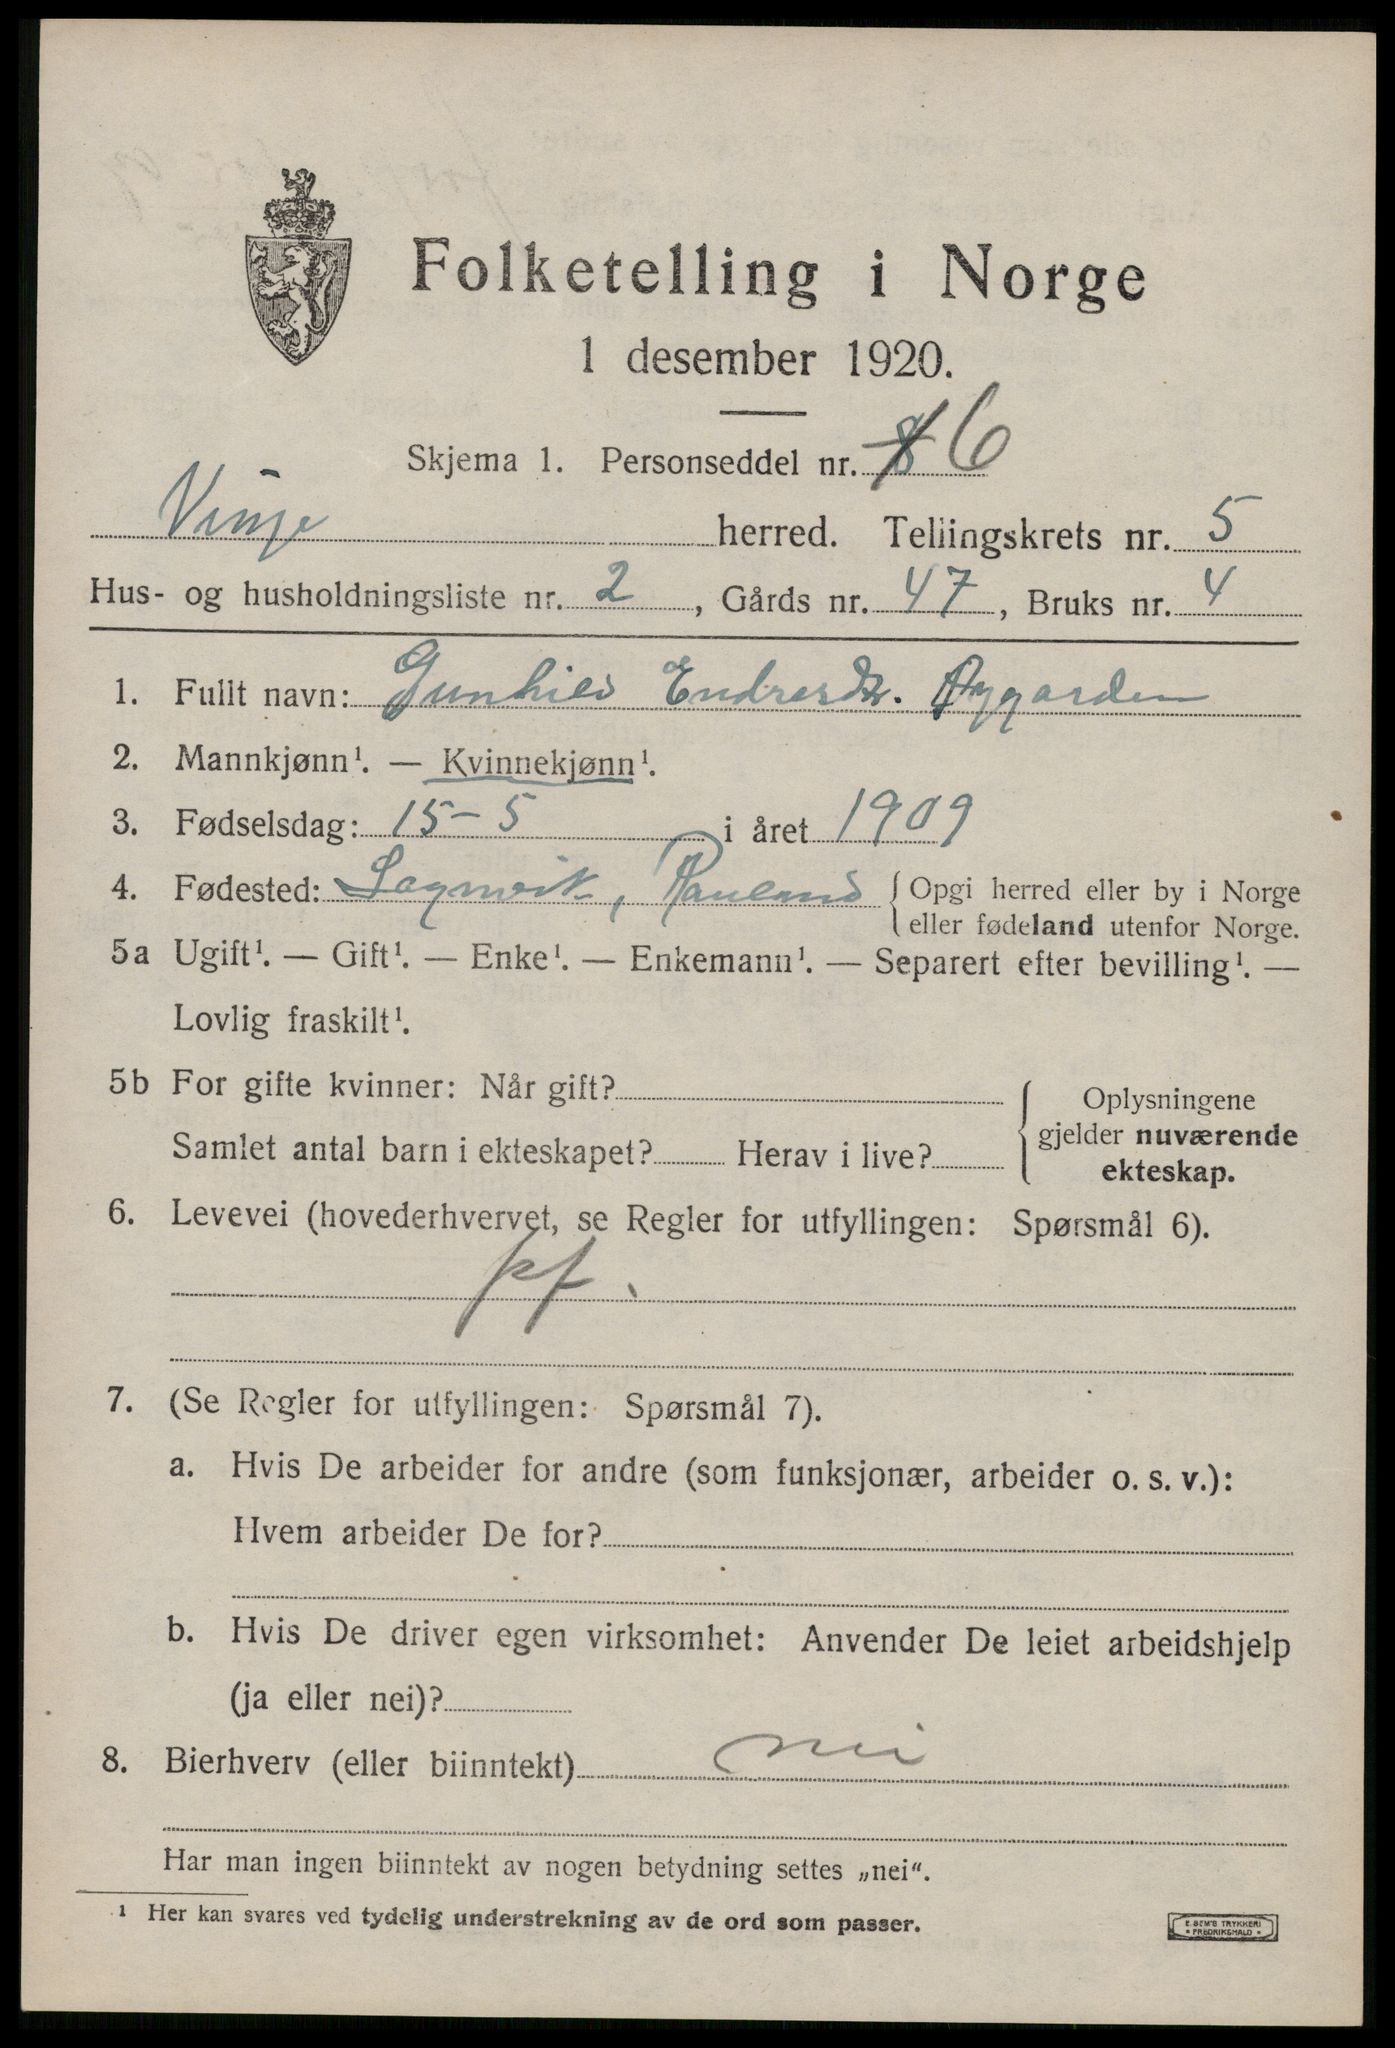 Folketelling i Norge
1 desember 1920.
Skjema 1. Personseddel nr. 8 6
Vinje herred. Tellingskrets nr. 5
Hus- og husholdningsliste nr. 2, Gårds nr. 47, Bruks nr. 4
1. Fullt navn: Gunhild Endresdtr. Øygarden
2. Mannkjønn¹. — Kvinnekjønn¹.
3. Fødselsdag: 15-5 i året 1909
4. Fødested: Rauland { Opgi herred eller by i Norge
eller fødeland utenfor Norge.
5a Ugift¹. — Gift¹. — Enke¹. — Enkemann¹. — Separert efter bevilling¹. —
Lovlig fraskilt¹.
5b For gifte kvinner: Når gift?
Samlet antal barn i ekteskapet? Herav i live?
Oplysningene
gjelder nuværende
ekteskap.
6. Levevei (hovederhvervet, se Regler for utfyllingen: Spørsmål 6).
pf.
7. (Se Regler for utfyllingen: Spørsmål 7).
a. Hvis De arbeider for andre (som funksjonær, arbeider o. s. v.):
Hvem arbeider De for?
b. Hvis De driver egen virksomhet: Anvender De leiet arbeidshjelp
(ja eller nei)?
8. Bierhverv (eller biinntekt) nei
Har man ingen biinntekt av nogen betydning settes „nei“.
¹ Her kan svares ved tydelig understrekning av de ord som passer.
E. SEM'S TRYKKERI
• FREDRIKSHALD •